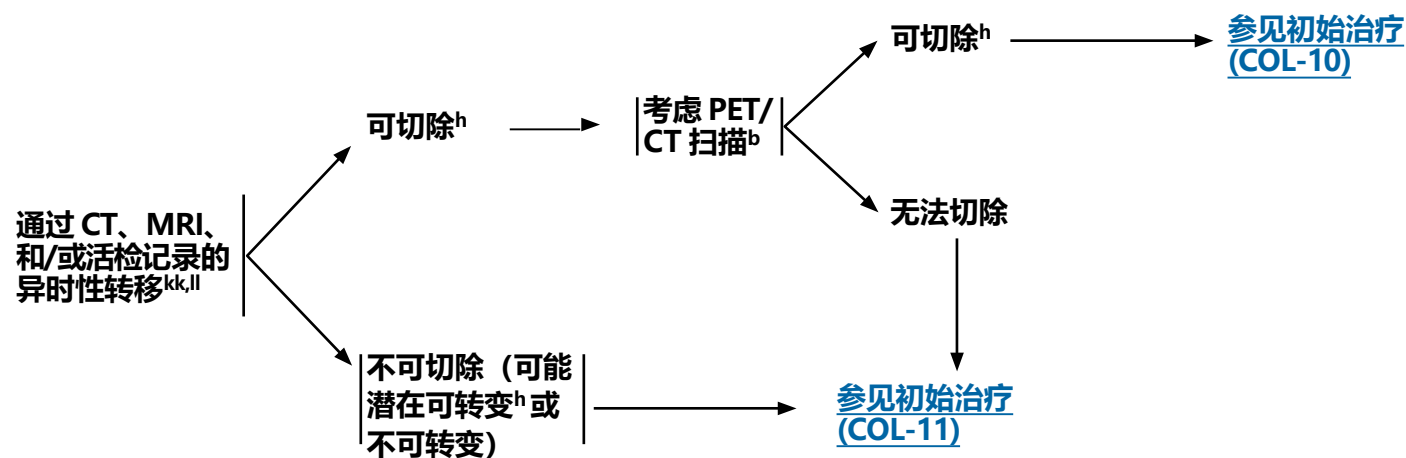 通过 CT、MRI、
和/或活检记录的
异时性转移kk,ll
可切除h
考虑 PET/
CT 扫描b
可切除h
参见初始治疗
(COL-10)
无法切除
不可切除（可能
潜在可转变h 或
不可转变）
参见初始治疗
(COL-11)